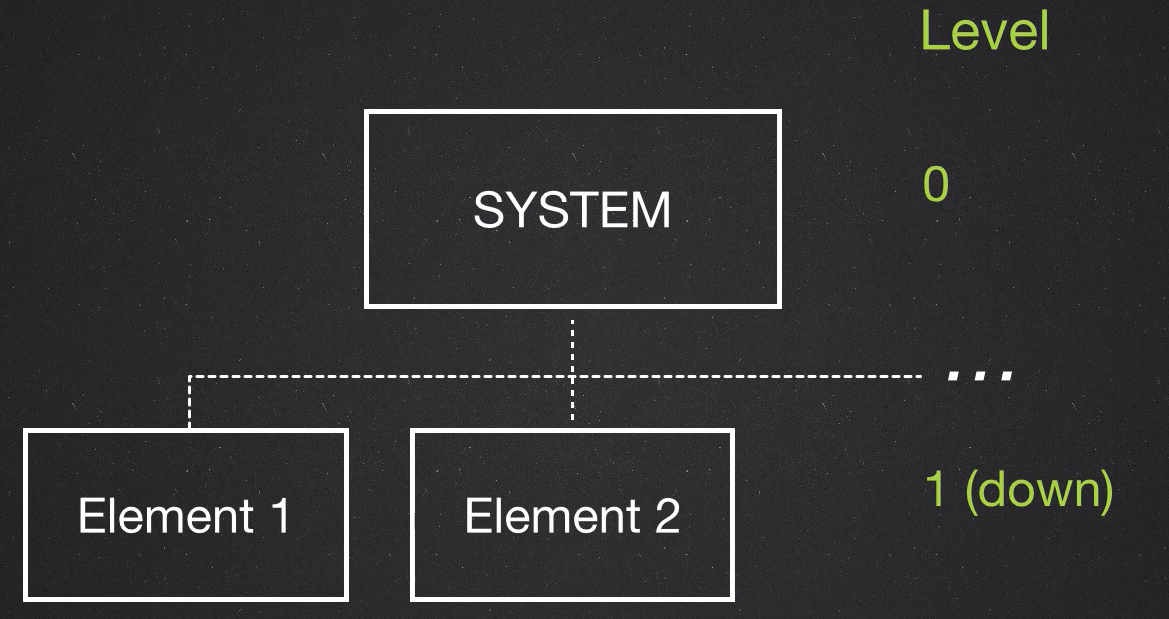 Level
SYSTEM
0
...
Element 1
Element 2
1 (down)